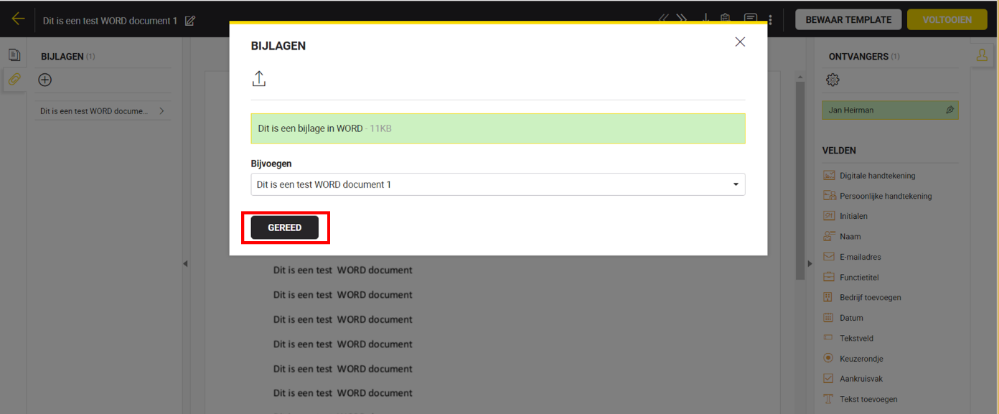 Dit is een test WORD document 1
BEWAAR TEMPLATE
VOLTOOIEN
BIJLAGEN (1)
Dit is een test WORD docume...
BIJLAGEN
Dit is een bijlage in WORD - 11KB
Bijvoegen
Dit is een test WORD document 1
GEREED
Dit is een test WORD document
Dit is een test WORD document
Dit is een test WORD document
Dit is een test WORD document
Dit is een test WORD document
Dit is een test WORD document
ONTVANGERS (1)
Jan Heirman
VELDEN
Digitale handtekening
Persoonlijke handtekening
Initialen
Naam
E-mailadres
Functietitel
Bedrijf toevoegen
Datum
Tekstveld
Keuzerondje
Aankruisvak
Tekst toevoegen